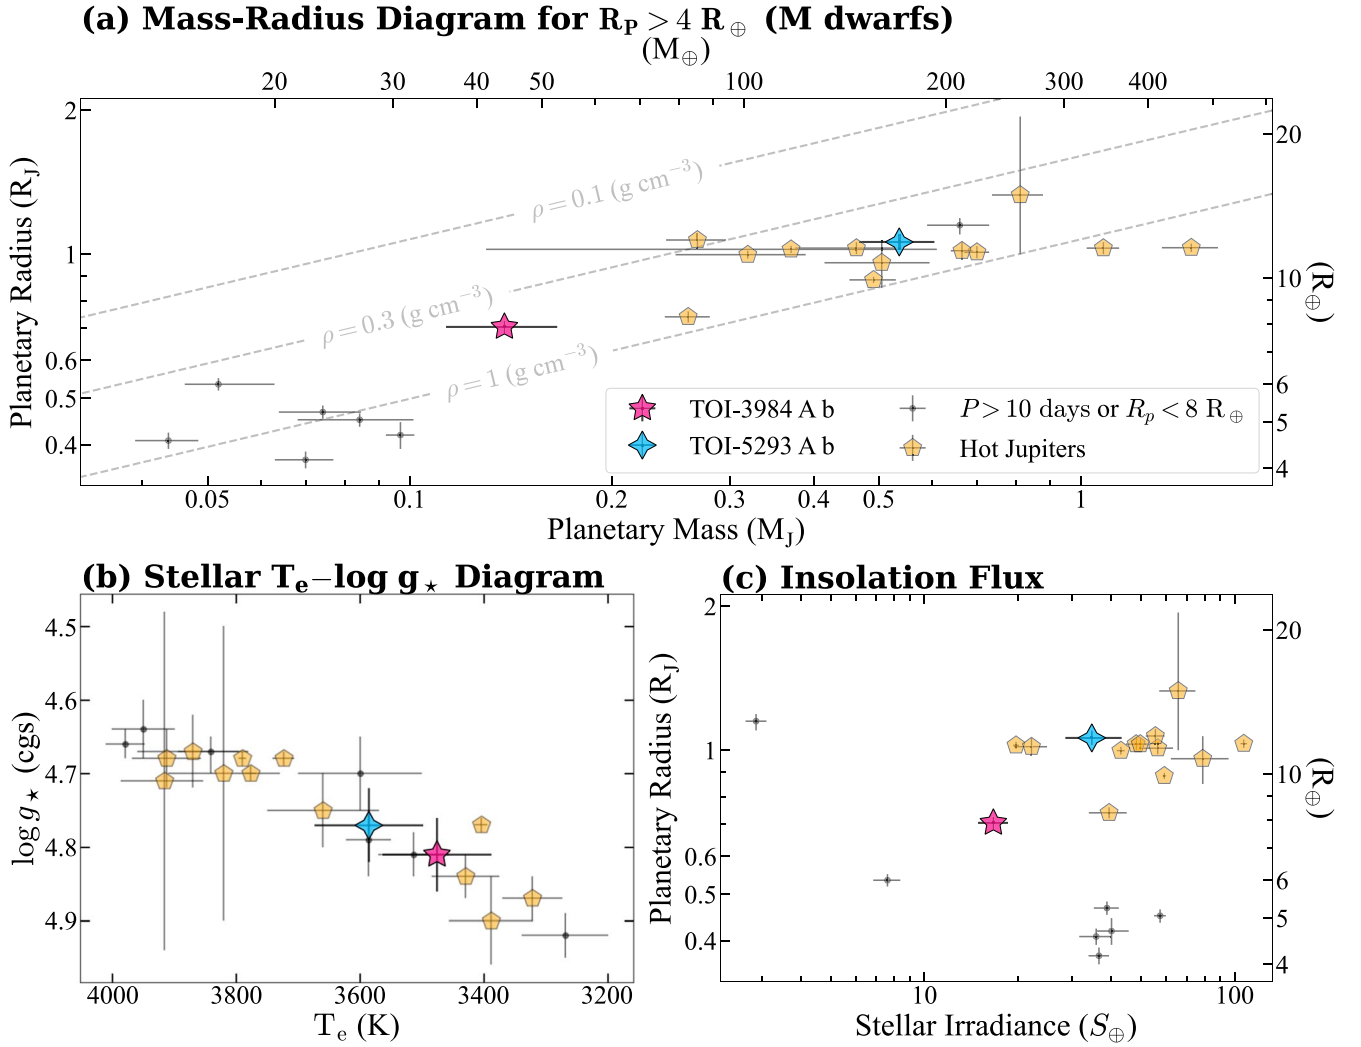 (a) Mass-Radius Diagram for R_P > 4 R_⊕ (M dwarfs)
(M_⊕)
20 30 40 50 100 200 300 400
2
1
0.6
0.5
0.4
Planetary Radius (R_J)
20
10
6
5
4
(R_⊕)
ρ = 0.1 (g cm⁻³)
ρ = 0.3 (g cm⁻³)
ρ = 1 (g cm⁻³)
TOI-3984 A b
TOI-5293 A b
P > 10 days or R_p < 8 R_⊕
Hot Jupiters
0.05 0.1 0.2 0.3 0.4 0.5 1
Planetary Mass (M_J)
(b) Stellar T_e–log g_⋆ Diagram
4.5
4.6
4.7
4.8
4.9
log g_⋆ (cgs)
4000 3800 3600 3400 3200
T_e (K)
(c) Insolation Flux
2
1
0.6
0.5
0.4
Planetary Radius (R_J)
20
10
6
5
4
(R_⊕)
10 100
Stellar Irradiance (S_⊕)